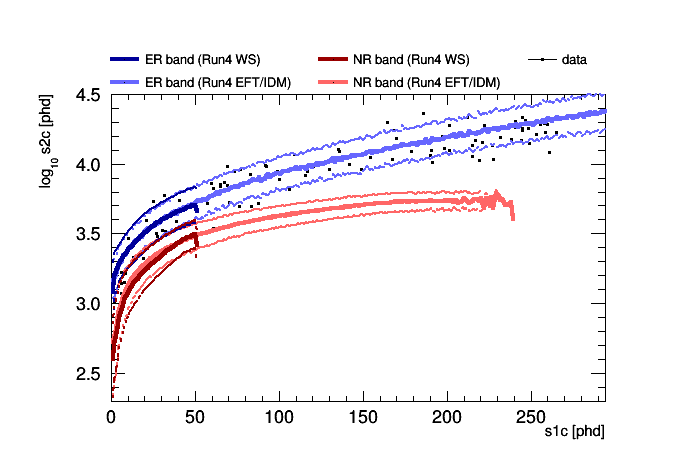 ER band (Run4 WS) NR band (Run4 WS) data
ER band (Run4 EFT/IDM) NR band (Run4 EFT/IDM)
log10 s2c [phd]
4.5
4.0
3.5
3.0
2.5
0 50 100 150 200 250
s1c [phd]